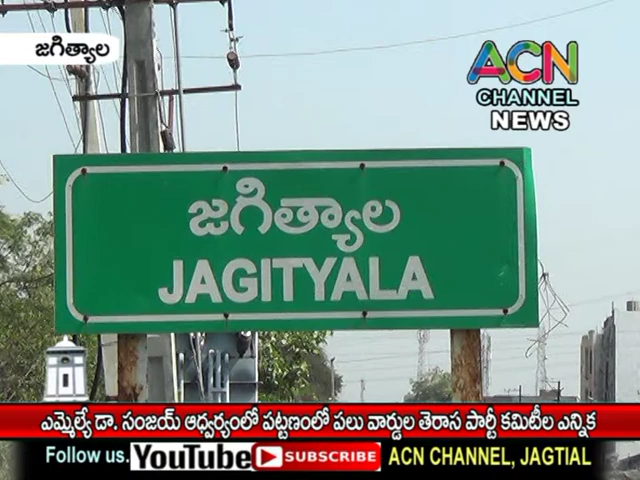 జగిత్యాల
ACN
CHANNEL
NEWS
జగిత్యాల
JAGITYALA
ఎమ్మెల్యే డా. సంజయ్ ఆధ్వర్యంలో పట్టణంలో పలు వార్డుల తెరాస పార్టీ కమిటీల ఎన్నిక
Follow us. YouTube SUBSCRIBE ACN CHANNEL, JAGTIAL